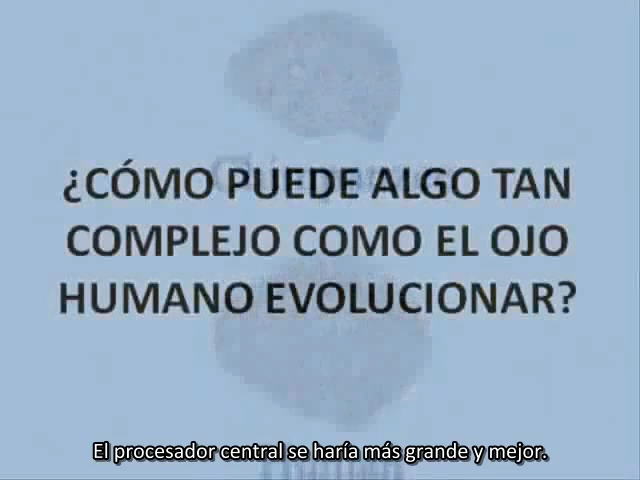 ¿CÓMO PUEDE ALGO TAN
COMPLEJO COMO EL OJO
HUMANO EVOLUCIONAR?
El procesador central se haría más grande y mejor.